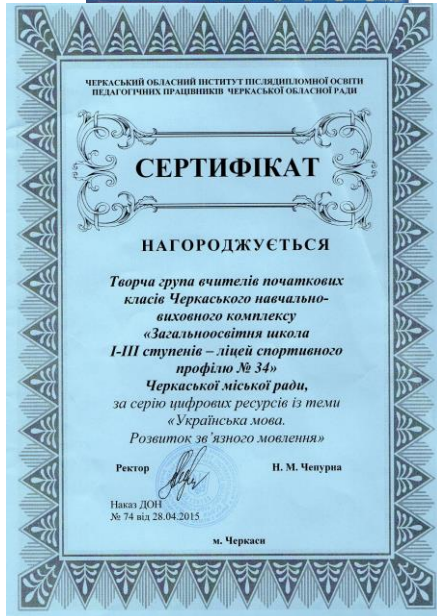 ЧЕРКАСЬКИЙ ОБЛАСНИЙ ІНСТИТУТ ПІСЛЯДИПЛОМНОЇ ОСВІТИ
ПЕДАГОГІЧНИХ ПРАЦІВНИКІВ ЧЕРКАСЬКОЇ ОБЛАСНОЇ РАДИ
СЕРТИФІКАТ
НАГОРОДЖУЄТЬСЯ
Творча група вчителів початкових
класів Черкаського навчально-
виховного комплексу
«Загальноосвітня школа
І-ІІІ ступенів – ліцей спортивного
профілю № 34»
Черкаської міської ради,
за серію цифрових ресурсів із теми
«Українська мова.
Розвиток зв’язного мовлення»
Ректор Н. М. Чепурна
Наказ ДОН
№ 74 від 28.04.2015
м. Черкаси